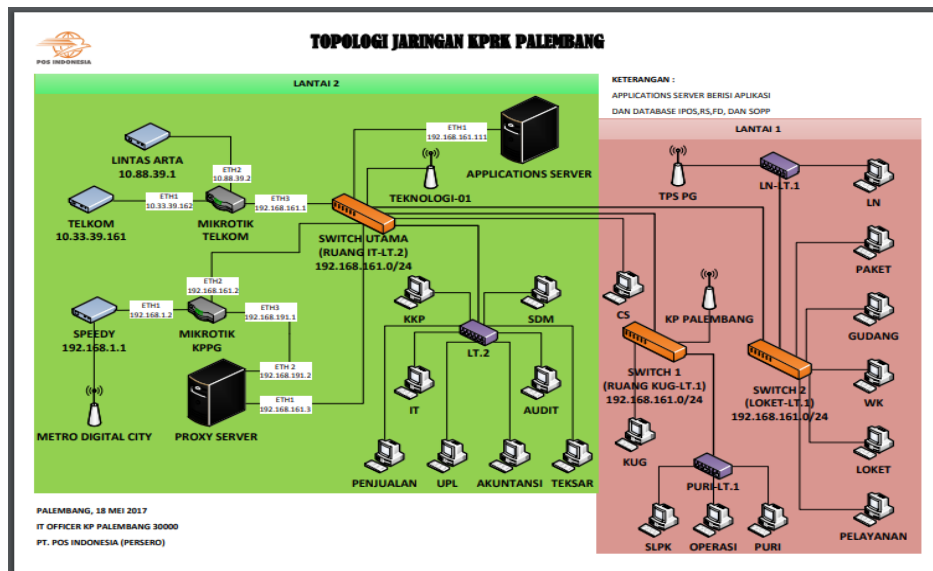 TOPOLOGI JARINGAN KPRK PALEMBANG
POS INDONESIA
LANTAI 2
KETERANGAN :
APPLICATIONS SERVER BERISI APLIKASI
DAN DATABASE IPOS,RS,FD, DAN SOPP
LANTAI 1
LINTAS ARTA
10.88.39.1
ETH2
10.88.39.2
ETH1
10.33.39.162
ETH3
192.168.161.1
TELKOM
10.33.39.161
MIKROTIK
TELKOM
ETH1
192.168.161.111
APPLICATIONS SERVER
TEKNOLOGI-01
SWITCH UTAMA
(RUANG IT-LT.2)
192.168.161.0/24
ETH2
192.168.161.2
ETH1
192.168.1.2
ETH3
192.168.191.1
SPEEDY
192.168.1.1
MIKROTIK
KPPG
ETH 2
192.168.191.2
ETH1
192.168.161.3
METRO DIGITAL CITY
PROXY SERVER
KKP
SDM
LT.2
IT
AUDIT
PENJUALAN
UPL
AKUNTANSI
TEKSAR
TPS PG
LN-LT.1
LN
PAKET
CS
KP PALEMBANG
GUDANG
SWITCH 1
(RUANG KUG-LT.1)
192.168.161.0/24
SWITCH 2
(LOKET-LT.1)
192.168.161.0/24
WK
KUG
LOKET
PURI-LT.1
SLPK
OPERASI
PURI
PELAYANAN
PALEMBANG, 18 MEI 2017
IT OFFICER KP PALEMBANG 30000
PT. POS INDONESIA (PERSERO)